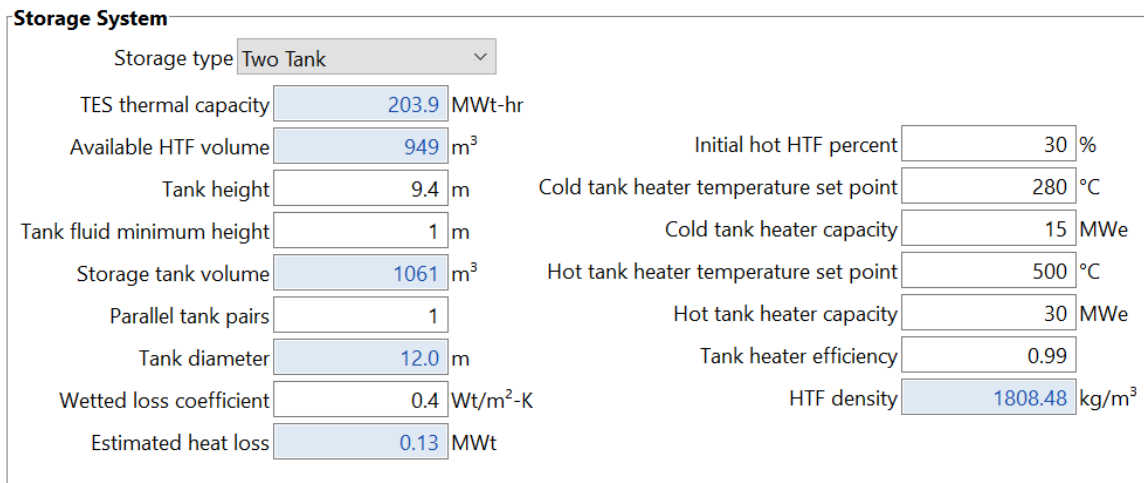 Storage System
Storage type Two Tank
TES thermal capacity 203.9 MWt-hr
Available HTF volume 949 m³
Tank height 9.4 m
Tank fluid minimum height 1 m
Storage tank volume 1061 m³
Parallel tank pairs 1
Tank diameter 12.0 m
Wetted loss coefficient 0.4 Wt/m²-K
Estimated heat loss 0.13 MWt
Initial hot HTF percent 30 %
Cold tank heater temperature set point 280 °C
Cold tank heater capacity 15 MWe
Hot tank heater temperature set point 500 °C
Hot tank heater capacity 30 MWe
Tank heater efficiency 0.99
HTF density 1808.48 kg/m³